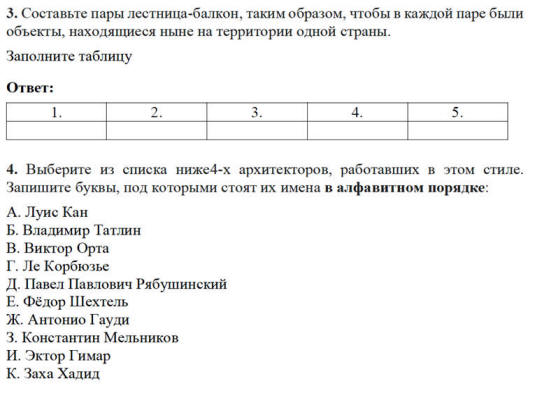 3. Составьте пары лестница-балкон, таким образом, чтобы в каждой паре были
объекты, находящиеся ныне на территории одной страны.
Заполните таблицу
Ответ:
1. 2. 3. 4. 5.
4. Выберите из списка ниже4-х архитекторов, работавших в этом стиле.
Запишите буквы, под которыми стоят их имена в алфавитном порядке:
А. Луис Кан
Б. Владимир Татлин
В. Виктор Орта
Г. Ле Корбюзье
Д. Павел Павлович Рябушинский
Е. Фёдор Шехтель
Ж. Антонио Гауди
З. Константин Мельников
И. Эктор Гимар
К. Заха Хадид